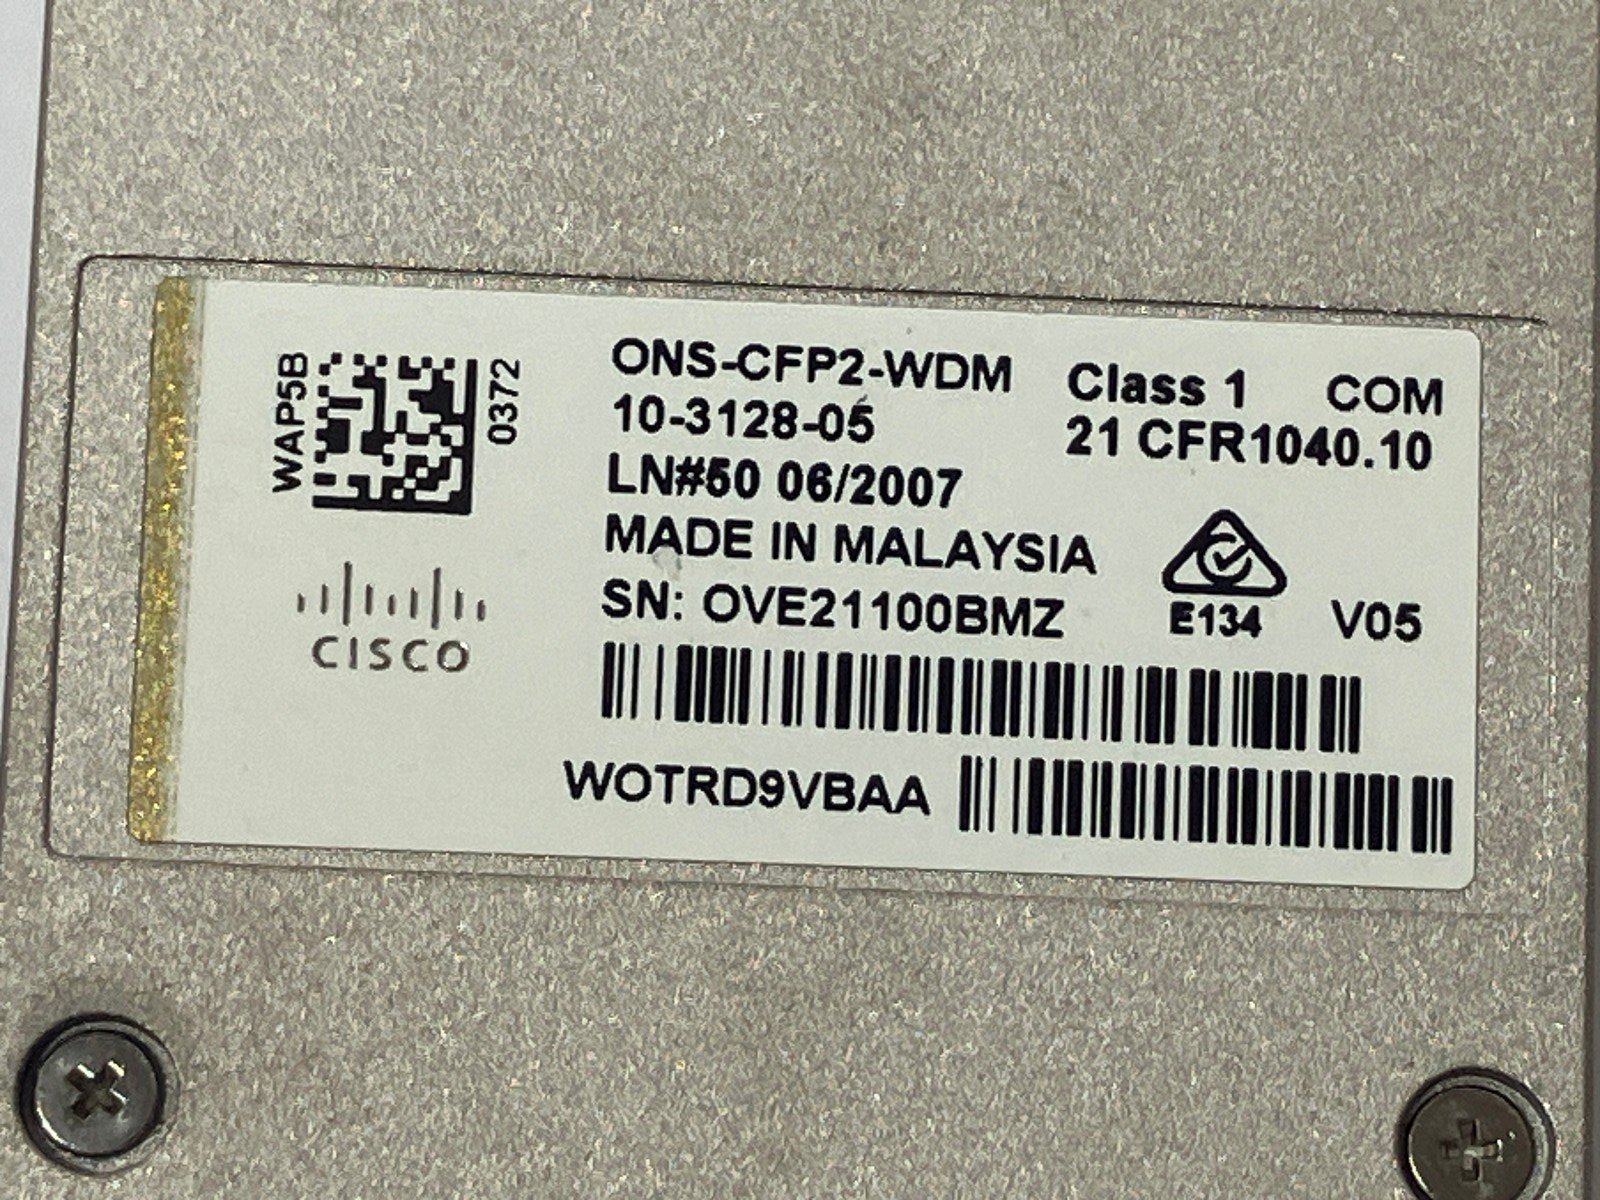 WAP5B
0372
CISCO
ONS-CFP2-WDM
10-3128-05
LN#50 06/2007
MADE IN MALAYSIA
SN: OVE21100BMZ
Class 1 COM
21 CFR1040.10
E134 V05
WOTRD9VBAA